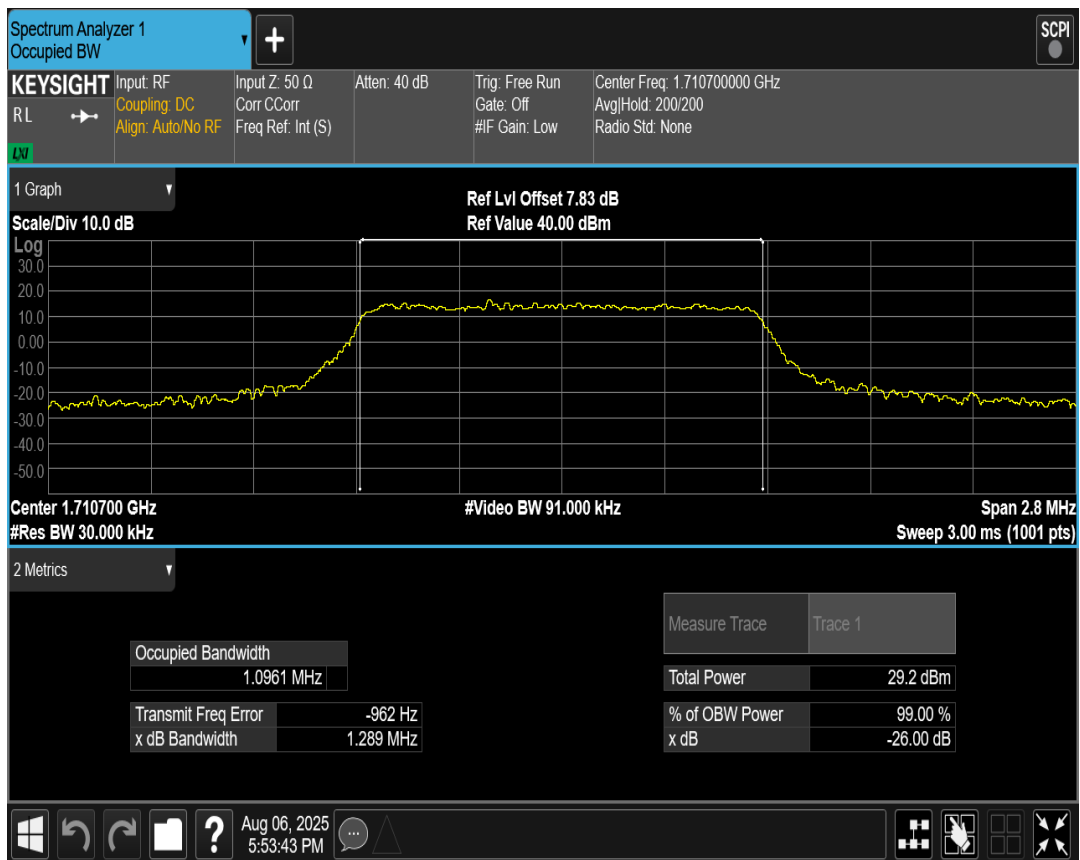 Spectrum Analyzer 1
Occupied BW
+
SCPI
KEYSIGHT
RL
LXI
Input: RF
Coupling: DC
Align: Auto/No RF
Input Z: 50 Ω
Corr CCorr
Freq Ref: Int (S)
Atten: 40 dB
Trig: Free Run
Gate: Off
#IF Gain: Low
Center Freq: 1.710700000 GHz
Avg|Hold: 200/200
Radio Std: None
1 Graph
Scale/Div 10.0 dB
Ref Lvl Offset 7.83 dB
Ref Value 40.00 dBm
Log
30.0
20.0
10.0
0.00
-10.0
-20.0
-30.0
-40.0
-50.0
Center 1.710700 GHz
#Video BW 91.000 kHz
Span 2.8 MHz
#Res BW 30.000 kHz
Sweep 3.00 ms (1001 pts)
2 Metrics
Measure Trace Trace 1
Occupied Bandwidth
1.0961 MHz
Total Power 29.2 dBm
Transmit Freq Error -962 Hz
% of OBW Power 99.00 %
x dB Bandwidth 1.289 MHz
x dB -26.00 dB
?
Aug 06, 2025
5:53:43 PM